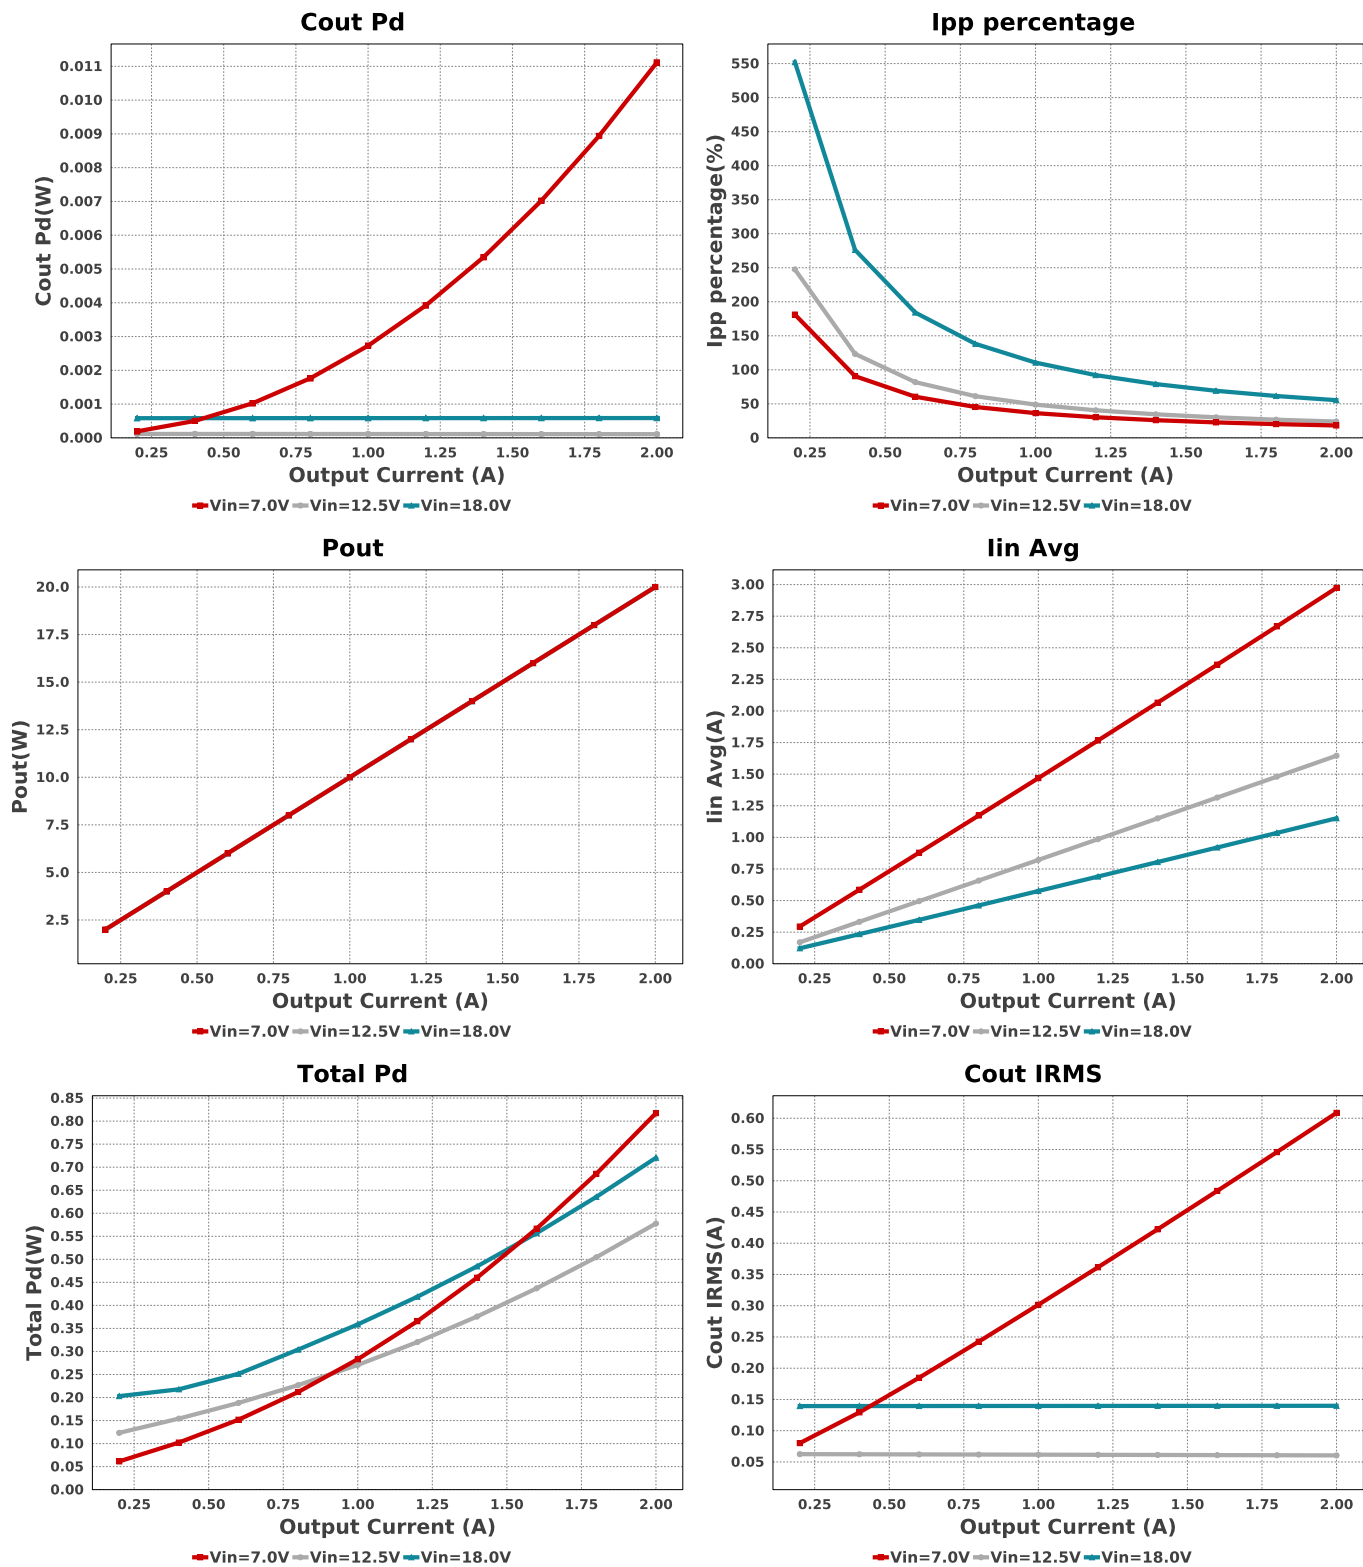 Cout Pd
Cout Pd(W)
0.011
0.010
0.009
0.008
0.007
0.006
0.005
0.004
0.003
0.002
0.001
0.000
0.25 0.50 0.75 1.00 1.25 1.50 1.75 2.00
Output Current (A)
Vin=7.0V Vin=12.5V Vin=18.0V
Ipp percentage
Ipp percentage(%)
550
500
450
400
350
300
250
200
150
100
50
0
0.25 0.50 0.75 1.00 1.25 1.50 1.75 2.00
Output Current (A)
Vin=7.0V Vin=12.5V Vin=18.0V
Pout
Pout(W)
20.0
17.5
15.0
12.5
10.0
7.5
5.0
2.5
0.25 0.50 0.75 1.00 1.25 1.50 1.75 2.00
Output Current (A)
Vin=7.0V Vin=12.5V Vin=18.0V
Iin Avg
Iin Avg(A)
3.00
2.75
2.50
2.25
2.00
1.75
1.50
1.25
1.00
0.75
0.50
0.25
0.00
0.25 0.50 0.75 1.00 1.25 1.50 1.75 2.00
Output Current (A)
Vin=7.0V Vin=12.5V Vin=18.0V
Total Pd
Total Pd(W)
0.85
0.80
0.75
0.70
0.65
0.60
0.55
0.50
0.45
0.40
0.35
0.30
0.25
0.20
0.15
0.10
0.05
0.00
0.25 0.50 0.75 1.00 1.25 1.50 1.75 2.00
Output Current (A)
Vin=7.0V Vin=12.5V Vin=18.0V
Cout IRMS
Cout IRMS(A)
0.60
0.55
0.50
0.45
0.40
0.35
0.30
0.25
0.20
0.15
0.10
0.05
0.25 0.50 0.75 1.00 1.25 1.50 1.75 2.00
Output Current (A)
Vin=7.0V Vin=12.5V Vin=18.0V